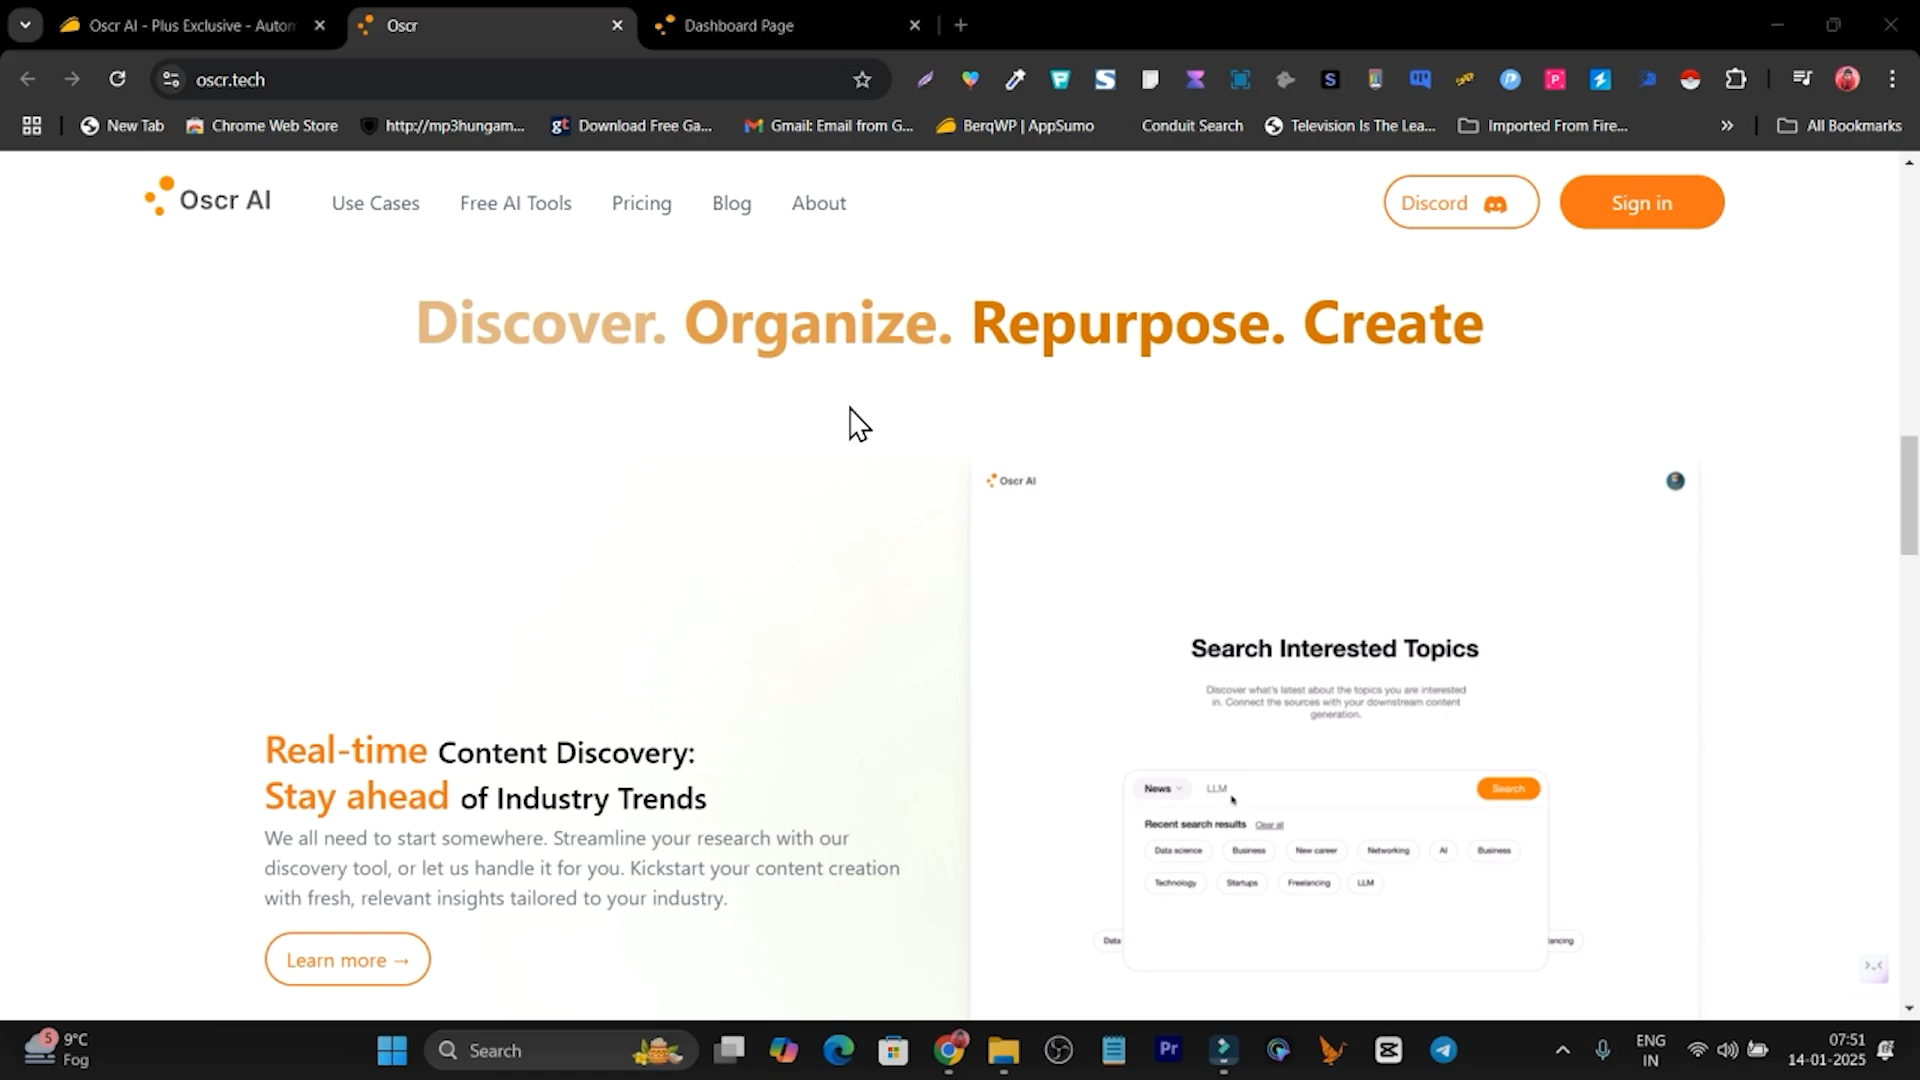 Oscr AI - Plus Exclusive - Autom
Oscr
Dashboard Page
oscr.tech
New Tab
Chrome Web Store
http://mp3hungam...
Download Free Ga...
Gmail: Email from G...
BerqWP | AppSumo
Conduit Search
Television Is The Lea...
Imported From Fire...
All Bookmarks
Oscr AI
Use Cases
Free AI Tools
Pricing
Blog
About
Discord
Sign in
Discover. Organize. Repurpose. Create
Oscr AI
Search Interested Topics
Discover what's latest about the topics you are interested
in. Connect the sources with your downstream content
generation.
News
LLM
Search
Recent search results
Clear all
Data science
Business
New career
Networking
AI
Business
Technology
Startups
Freelancing
LLM
Data
ancing
Real-time Content Discovery:
Stay ahead of Industry Trends
We all need to start somewhere. Streamline your research with our
discovery tool, or let us handle it for you. Kickstart your content creation
with fresh, relevant insights tailored to your industry.
Learn more →
5
9°C
Fog
Search
Pr
ENG
IN
07:51
14-01-2025